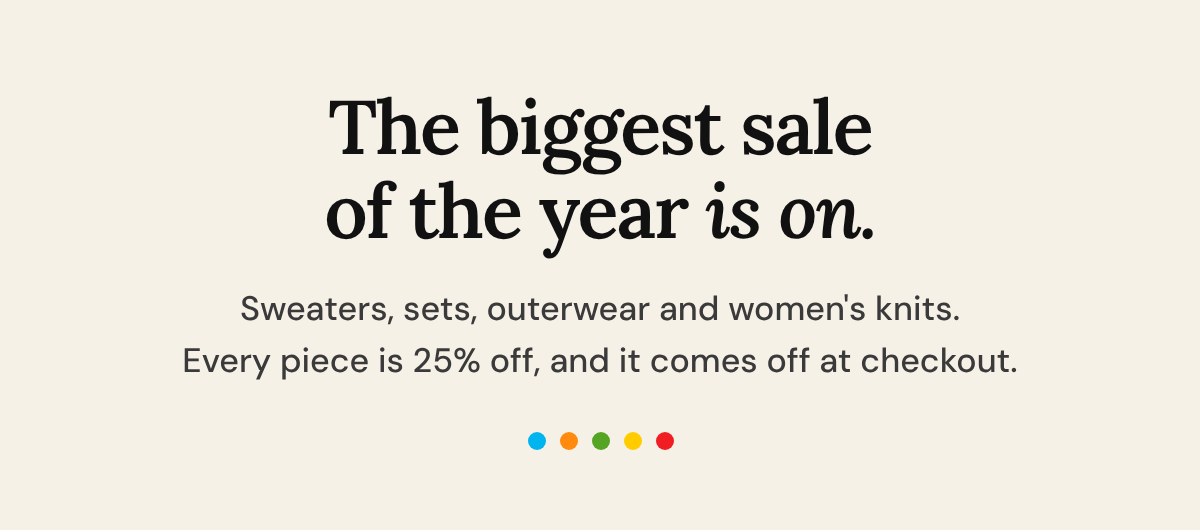 The biggest sale
of the year is on.
Sweaters, sets, outerwear and women's knits.
Every piece is 25% off, and it comes off at checkout.